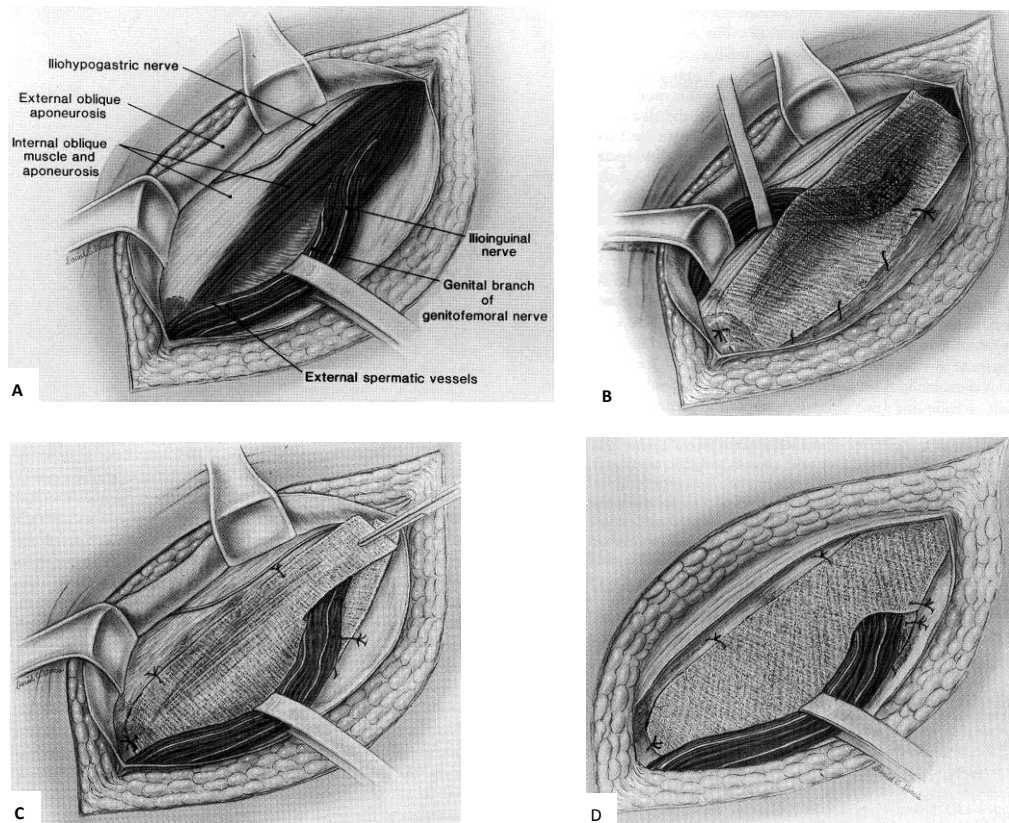 Iliohypogastric nerve
External oblique
aponeurosis
Internal oblique
muscle and
aponeurosis
Ilioinguinal
nerve
Genital branch
of
genitofemoral nerve
External spermatic vessels
A
B
C
D